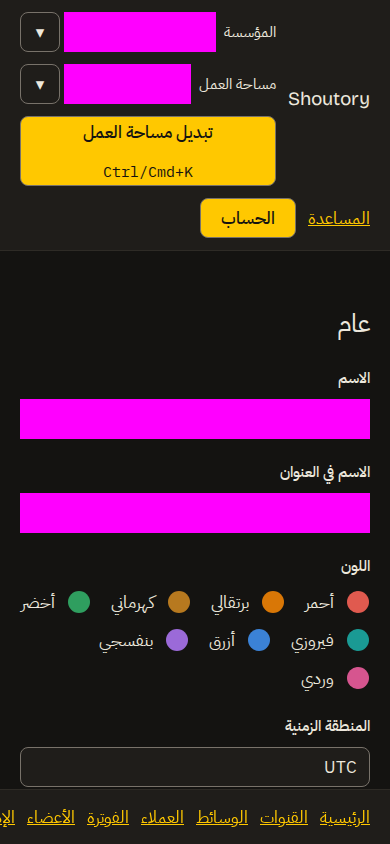 Shoutory
المؤسسة
▼
مساحة العمل
▼
تبديل مساحة العمل
Ctrl/Cmd+K
المساعدة
الحساب
عام
الاسم
الاسم في العنوان
اللون
أحمر برتقالي كهرماني أخضر
فيروزي أزرق بنفسجي
وردي
المنطقة الزمنية
UTC
الرئيسية القنوات الوسائط العملاء الفوترة الأعضاء